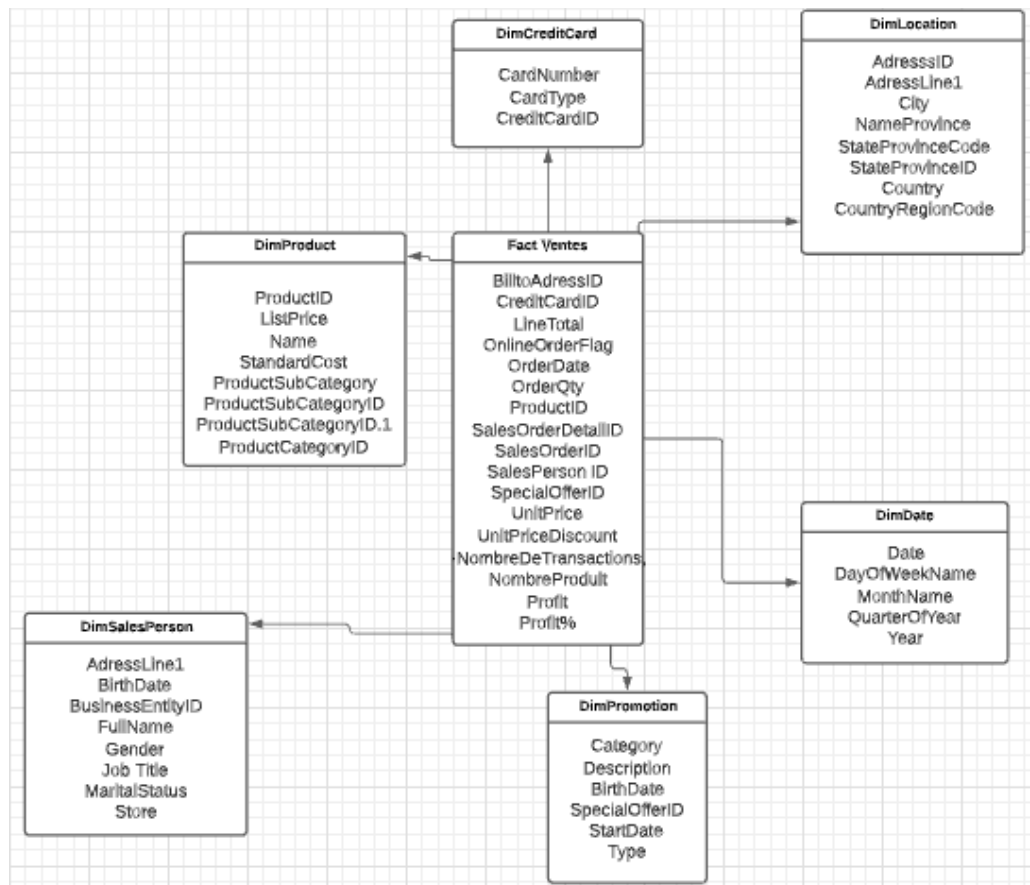 DimCreditCard
CardNumber
CardType
CreditCardID
DimLocation
AdresssID
AdressLine1
City
NameProvince
StateProvinceCode
StateProvinceID
Country
CountryRegionCode
DimProduct
ProductID
ListPrice
Name
StandardCost
ProductSubCategory
ProductSubCategoryID
ProductSubCategoryID.1
ProductCategoryID
Fact Ventes
BilltoAdressID
CreditCardID
LineTotal
OnlineOrderFlag
OrderDate
OrderQty
ProductID
SalesOrderDetailID
SalesOrderID
SalesPerson ID
SpecialOfferID
UnitPrice
UnitPriceDiscount
NombreDeTransactions,
NombreProduit
Profit
Profit%
DimDate
Date
DayOfWeekName
MonthName
QuarterOfYear
Year
DimSalesPerson
AdressLine1
BirthDate
BusinessEntityID
FullName
Gender
Job Title
MaritalStatus
Store
DimPromotion
Category
Description
BirthDate
SpecialOfferID
StartDate
Type